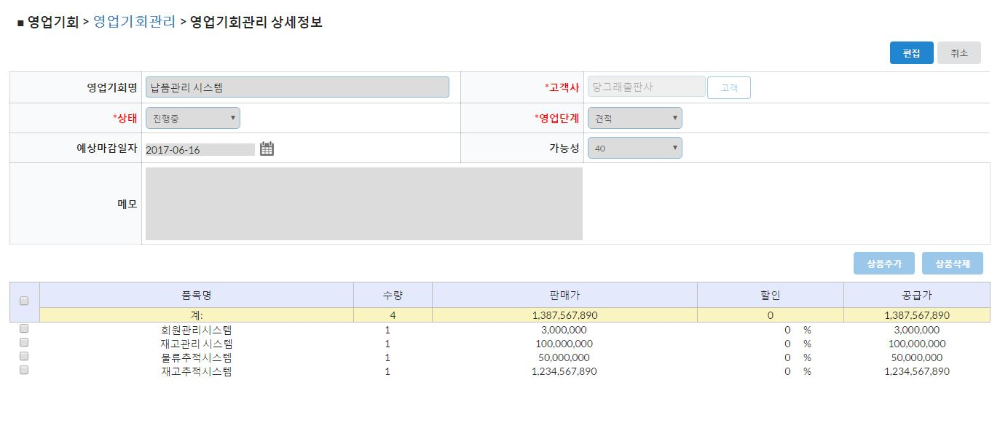 ■ 영업기회 > 영업기회관리 > 영업기회관리 상세정보
편집 취소
영업기회명 납품관리 시스템 *고객사 당그래출판사 고객
*상태 진행중 *영업단계 견적
예상마감일자 2017-06-16 가능성 40
메모
상품추가 상품삭제
품목명 수량 판매가 할인 공급가
계: 4 1,387,567,890 0 1,387,567,890
회원관리시스템 1 3,000,000 0 % 3,000,000
재고관리 시스템 1 100,000,000 0 % 100,000,000
물류추적시스템 1 50,000,000 0 % 50,000,000
재고추적시스템 1 1,234,567,890 0 % 1,234,567,890